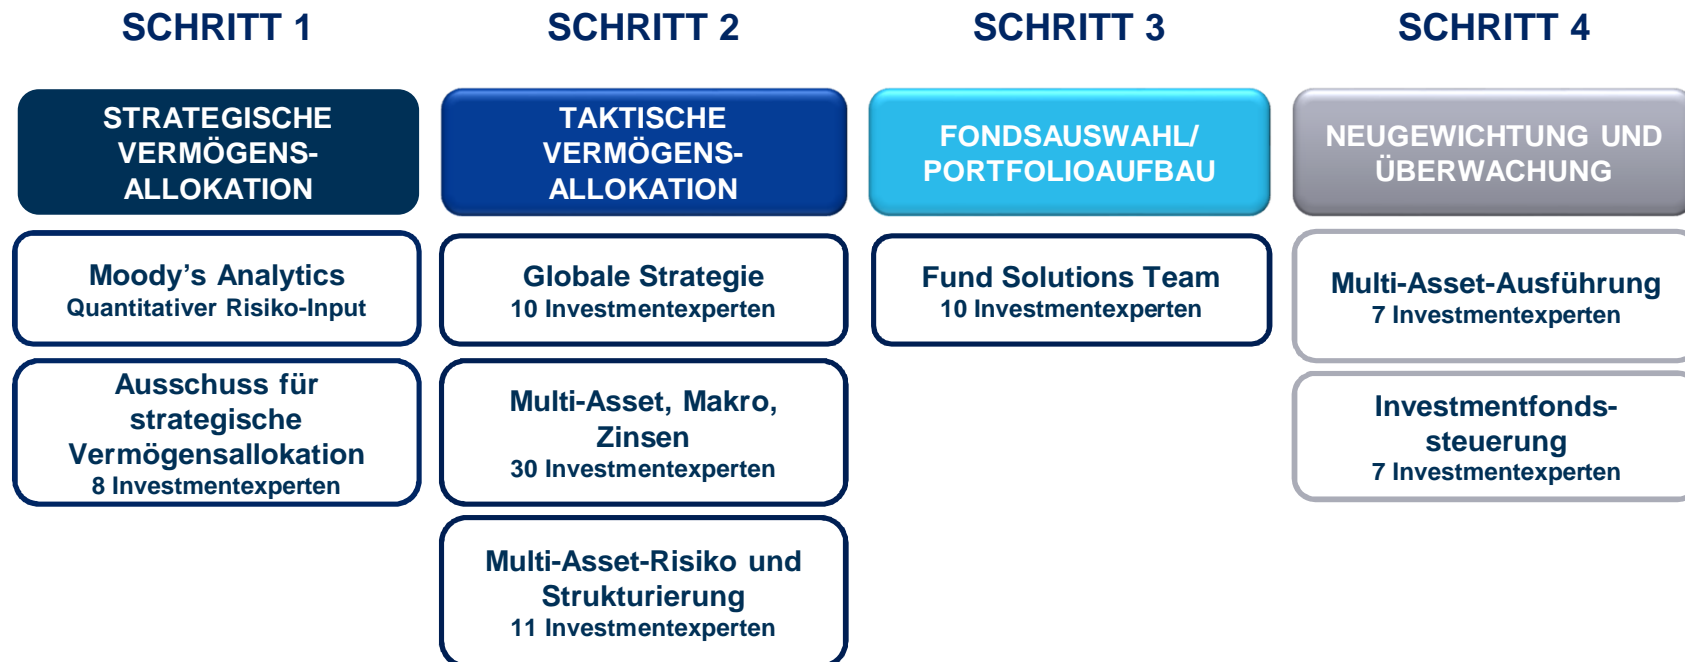 SCHRITT 1
SCHRITT 2
SCHRITT 3
SCHRITT 4
STRATEGISCHE
VERMÖGENS-
ALLOKATION
TAKTISCHE
VERMÖGENS-
ALLOKATION
FONDSAUSWAHL/
PORTFOLIOAUFBAU
NEUGEWICHTUNG UND
ÜBERWACHUNG
Moody’s Analytics
Quantitativer Risiko-Input
Globale Strategie
10 Investmentexperten
Fund Solutions Team
10 Investmentexperten
Multi-Asset-Ausführung
7 Investmentexperten
Ausschuss für
strategische
Vermögensallokation
8 Investmentexperten
Multi-Asset, Makro,
Zinsen
30 Investmentexperten
Investmentfonds-
steuerung
7 Investmentexperten
Multi-Asset-Risiko und
Strukturierung
11 Investmentexperten